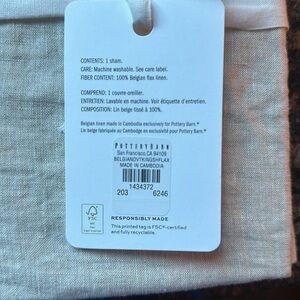 CONTENTS: 1 sham.
CARE: Machine washable. See care label.
FIBER CONTENT: 100% Belgian flax linen.
COMPREND: 1 couvre-oreiller.
ENTRETIEN: Lavable en machine. Voir étiquette d'entretien.
COMPOSITION: Lin belge tissé à 100%.
Belgian linen made in Cambodia exclusively for Pottery Barn.®
Lin belge fabriqué au Cambodge en exclusivité pour Pottery Barn.®
POTTERY BARN
San Francisco, CA 94109
BELGIANDVTKINGSHFLAX
MADE IN CAMBODIA
1434372
203 6246
FSC
RESPONSIBLY MADE
This printed tag is FSC®-certified
and fully recyclable.